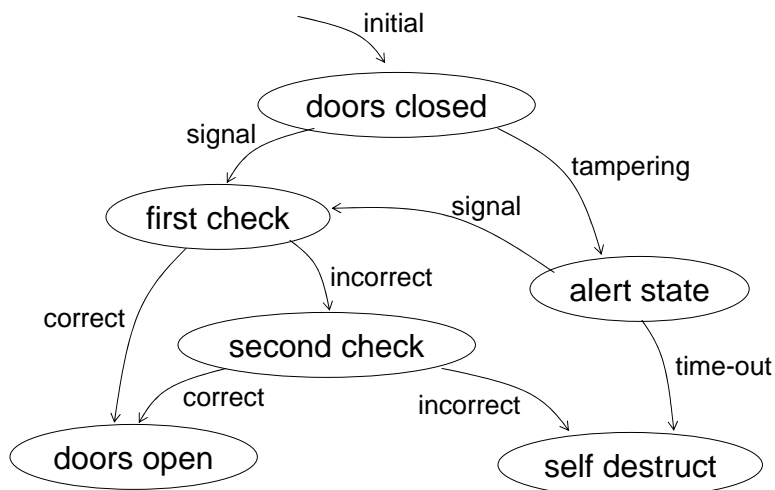 initial
doors closed
signal
tampering
first check
signal
incorrect
alert state
correct
second check
time-out
correct
incorrect
doors open
self destruct